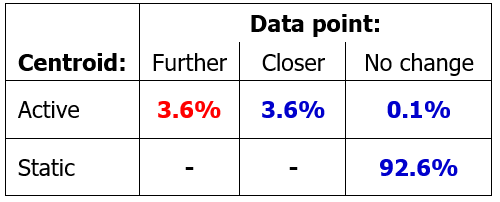 Data point:
Centroid: Further Closer No change
Active 3.6% 3.6% 0.1%
Static - - 92.6%